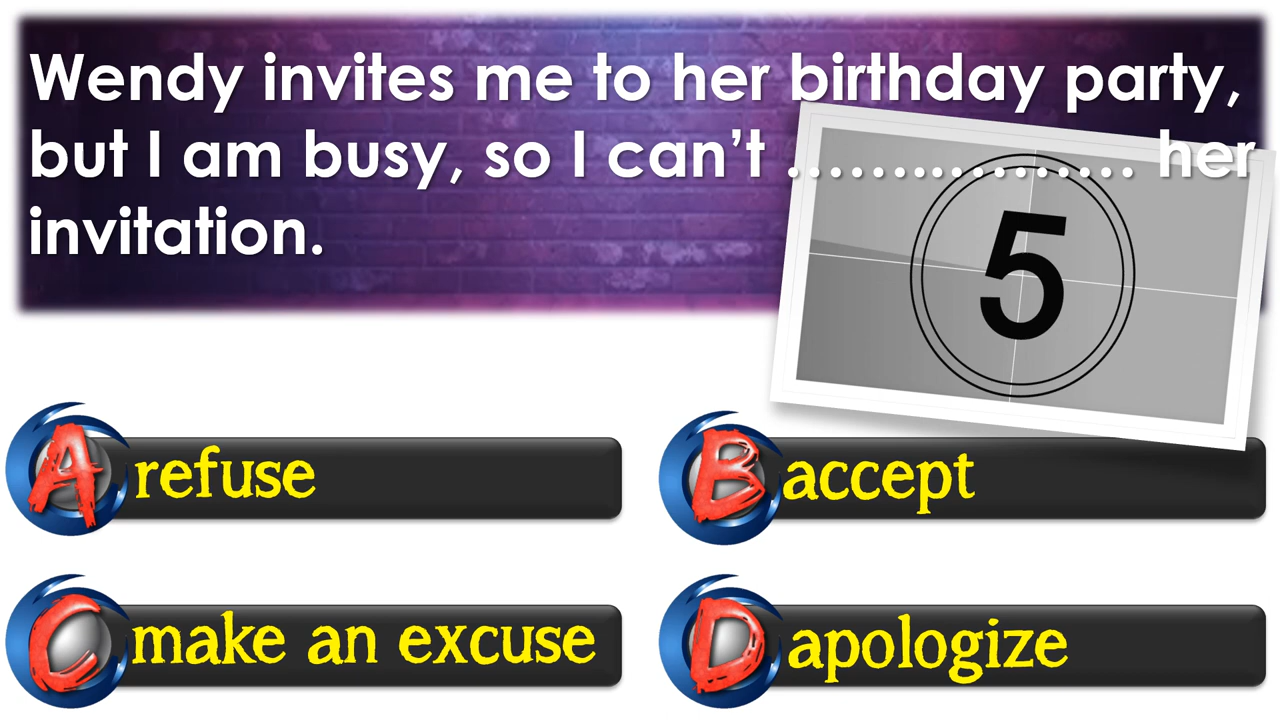 Wendy invites me to her birthday party,
but I am busy, so I can’t ……………… her
invitation.
5
A refuse
B accept
C make an excuse
D apologize